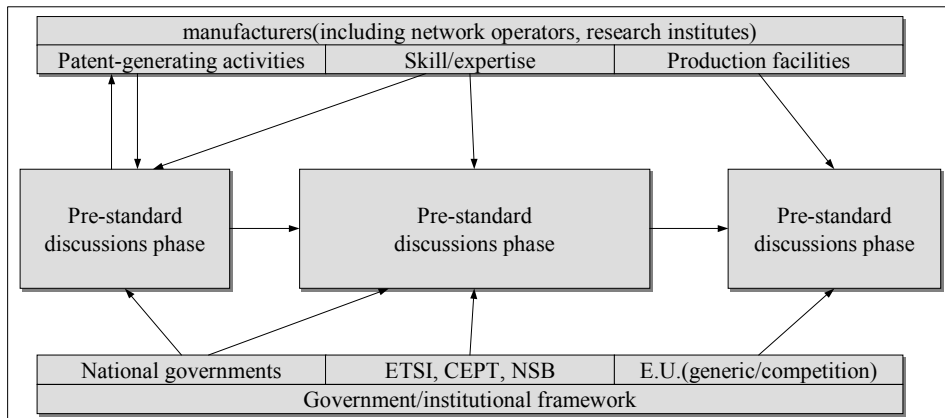 manufacturers(including network operators, research institutes)
Patent-generating activities
Skill/expertise
Production facilities
Pre-standard
discussions phase
Pre-standard
discussions phase
Pre-standard
discussions phase
National governments
ETSI, CEPT, NSB
E.U.(generic/competition)
Government/institutional framework